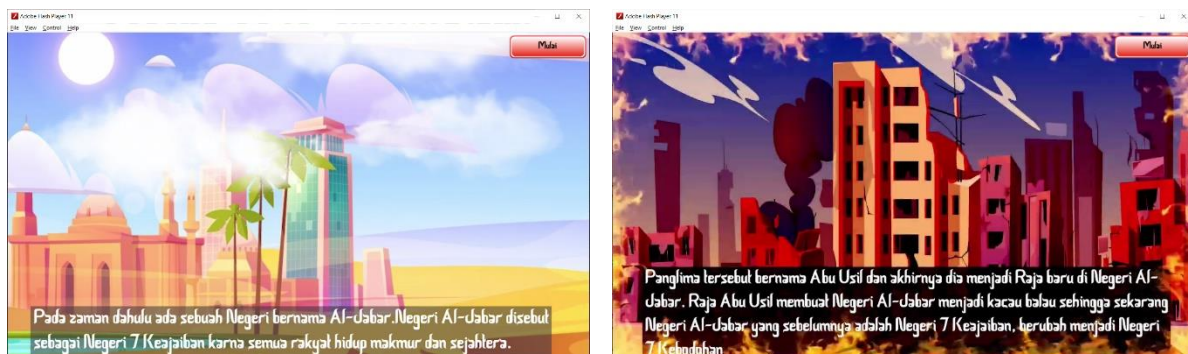 Adobe Flash Player 11
File View Control Help
Mulai
Pada zaman dahulu ada sebuah Negeri bernama Al-Jabar.Negeri Al-Jabar disebut
sebagai Negeri 7 Keajaiban karna semua rakyat hidup makmur dan sejahtera.
Adobe Flash Player 11
File View Control Help
Mulai
Panglima tersebut bernama Abu Usil dan akhirnya dia menjadi Raja baru di Negeri Al-
Jabar. Raja Abu Usil membuat Negeri Al-Jabar menjadi kacau balau sehingga sekarang
Negeri Al-Jabar yang sebelumnya adalah Negeri 7 Keajaiban, berubah menjadi Negeri
7 Kebodohan